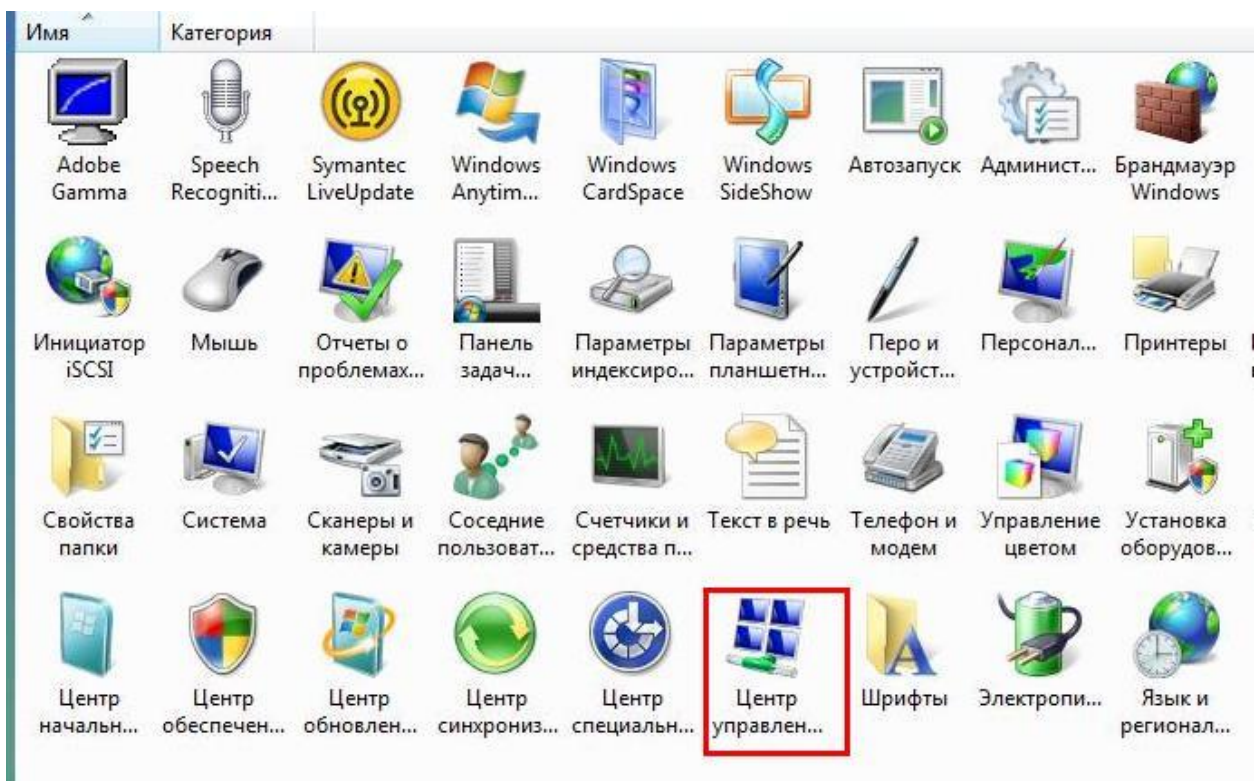 Имя Категория
Adobe Speech Symantec Windows Windows Windows Автозапуск Админист... Брандмауэр
Gamma Recogniti... LiveUpdate Anytim... CardSpace SideShow Windows
Инициатор Мышь Отчеты о Панель Параметры Параметры Перо и Персонал... Принтеры
iSCSI проблемах... задач... индексиро... планшетн... устройст...
Свойства Система Сканеры и Соседние Счетчики и Текст в речь Телефон и Управление Установка
папки камеры пользоват... средства п... модем цветом оборудов...
Центр Центр Центр Центр Центр Центр Шрифты Электропи... Язык и
начальн... обеспечен... обновлен... синхрониз... специальн... управлен... регионал...